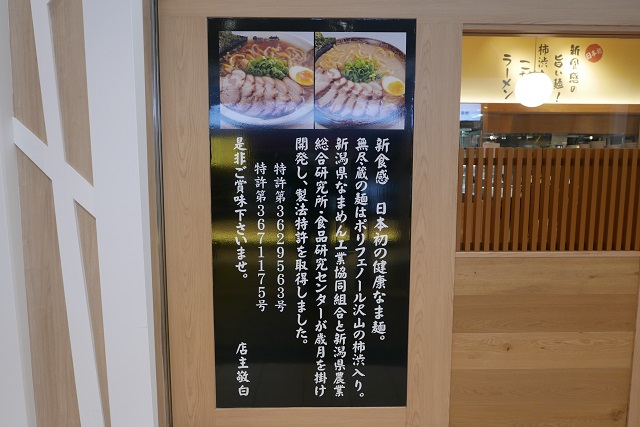 新食感 日本初の健康なま麺。
無尽蔵の麺はポリフェノール沢山の柿渋入り。
新潟県なまめん工業協同組合と新潟県農業
総合研究所・食品研究センターが歳月を掛け
開発し、製法特許を取得しました。
特許第3629563号
特許第3671175号
是非ご賞味下さいませ。
店主敬白
日本初
新食感の
旨い麺!
柿渋
ラーメン